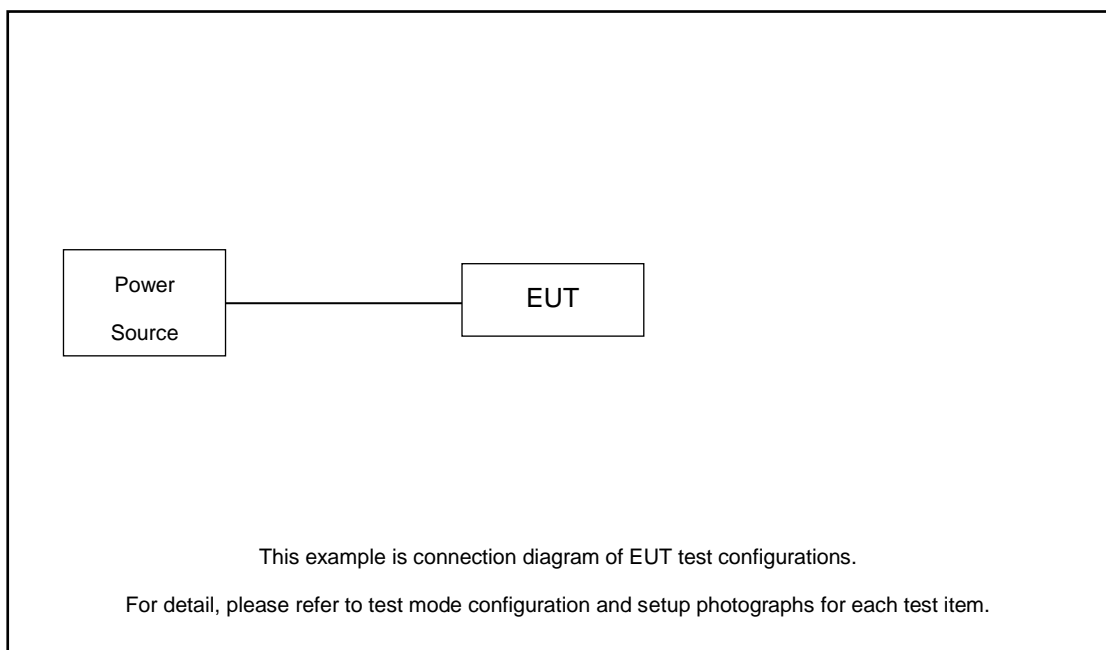 Power
Source
EUT
This example is connection diagram of EUT test configurations.
For detail, please refer to test mode configuration and setup photographs for each test item.